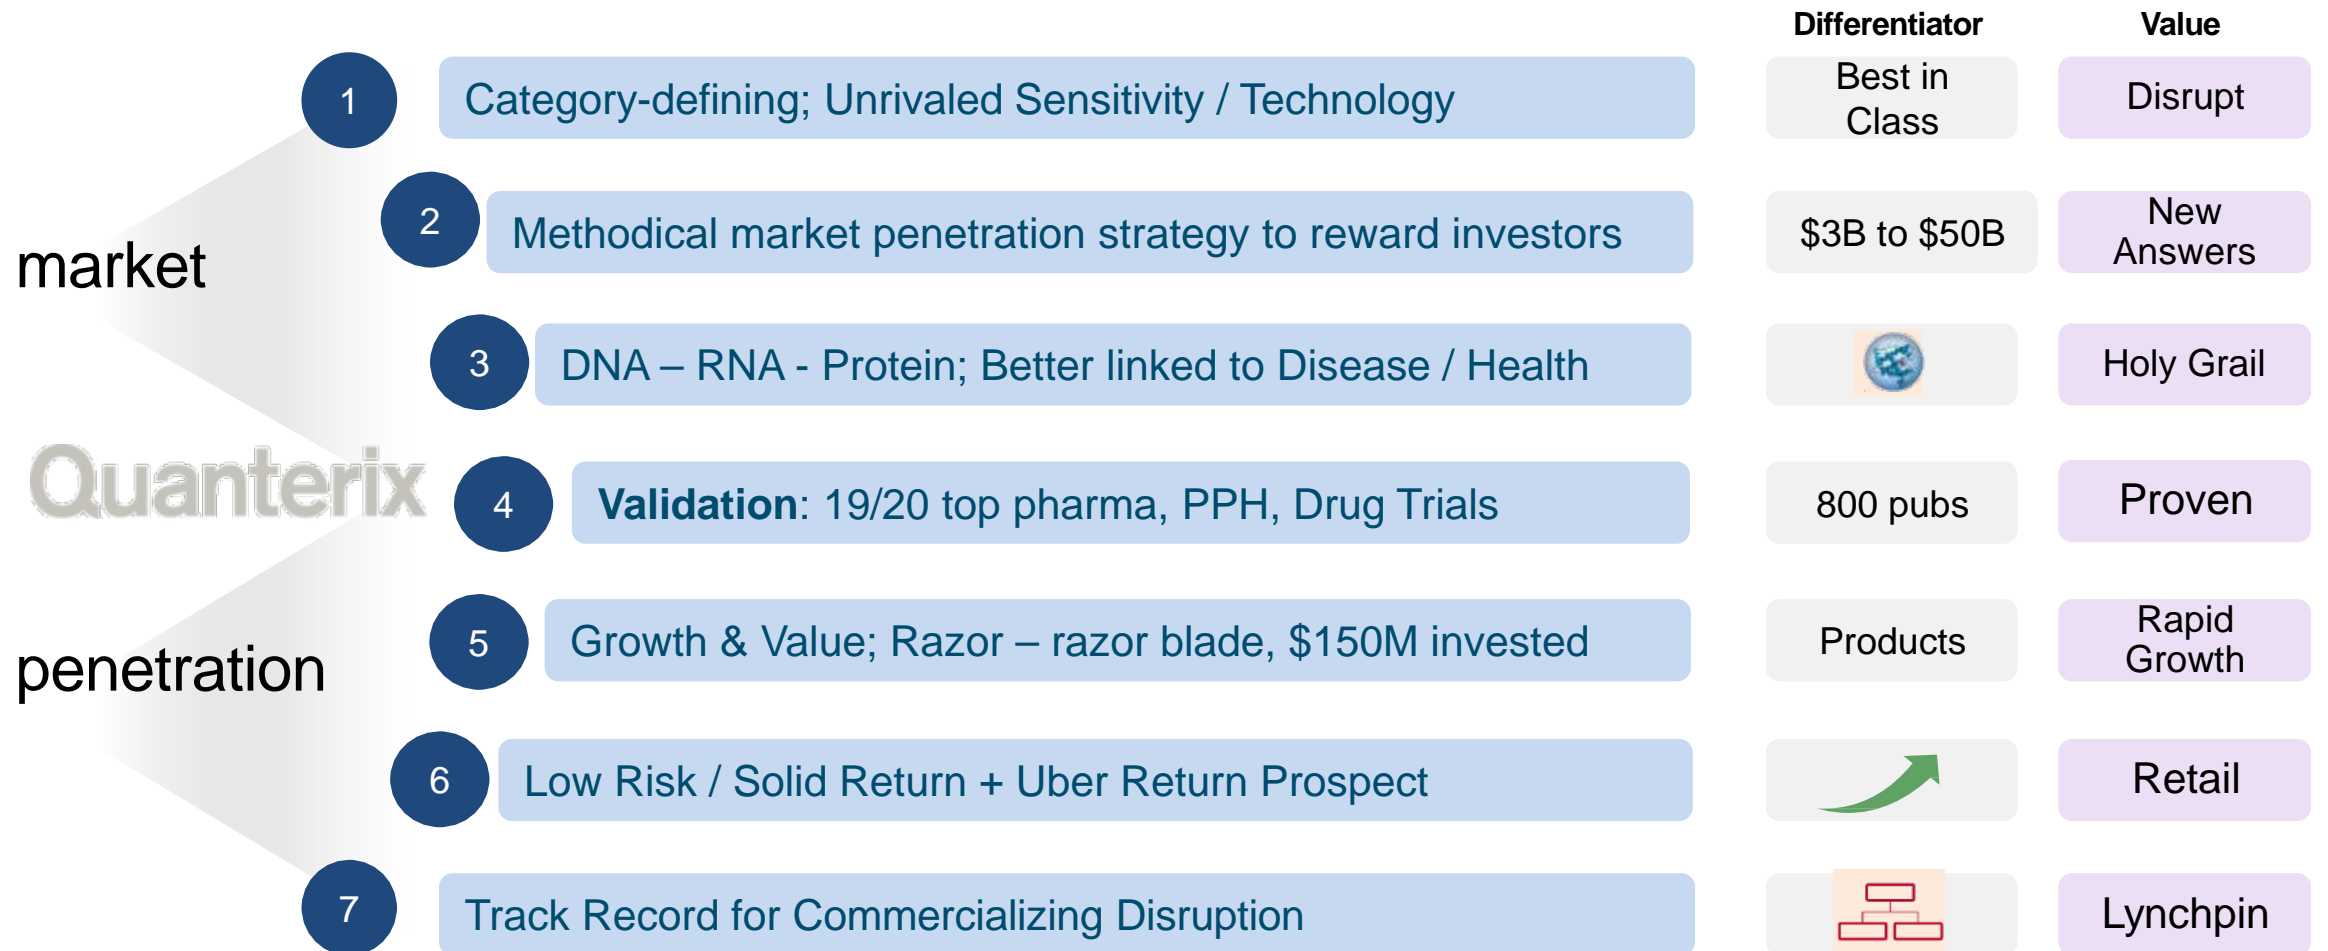 Differentiator Value
1 Category-defining; Unrivaled Sensitivity / Technology
Best in
Class
Disrupt
2 Methodical market penetration strategy to reward investors
$3B to $50B
New
Answers
market
3 DNA – RNA - Protein; Better linked to Disease / Health
Holy Grail
Quanterix
4 Validation: 19/20 top pharma, PPH, Drug Trials
800 pubs
Proven
5 Growth & Value; Razor – razor blade, $150M invested
Products
Rapid
Growth
penetration
6 Low Risk / Solid Return + Uber Return Prospect
Retail
7 Track Record for Commercializing Disruption
Lynchpin